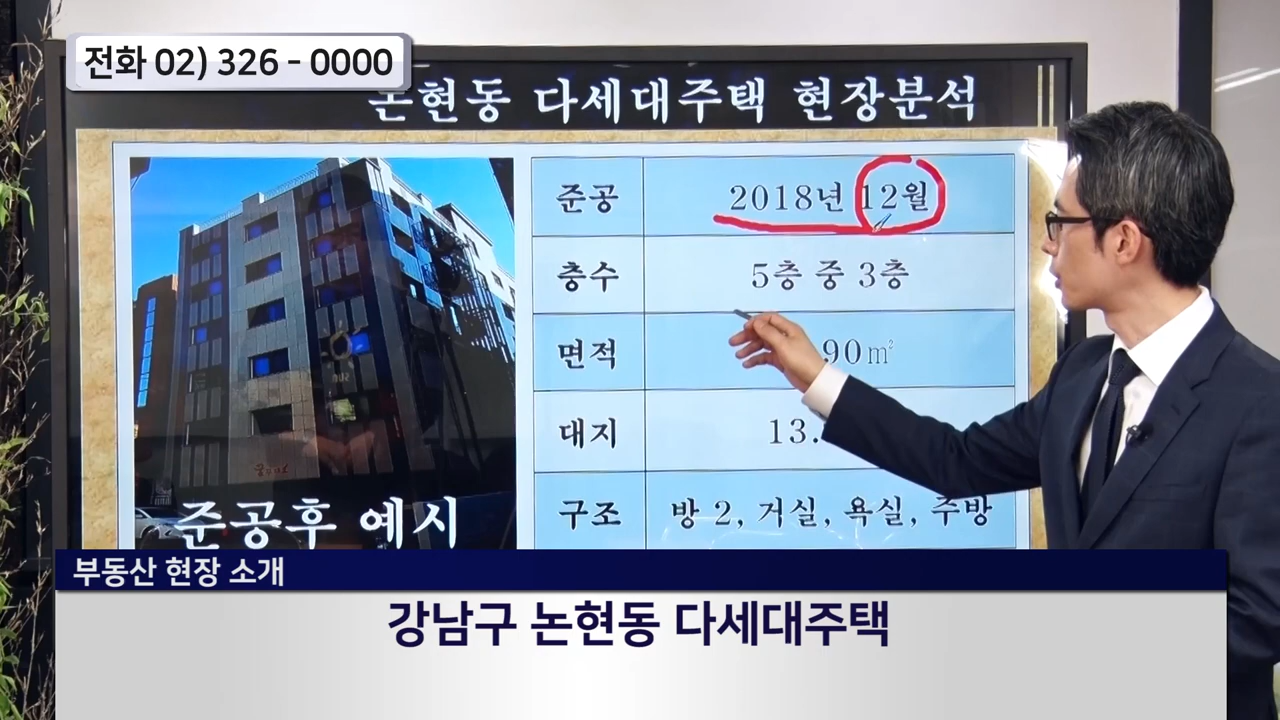 전화 02) 326 - 0000
논현동 다세대주택 현장분석
준공 2018년 12월
층수 5층 중 3층
면적 .90㎡
대지 13.
구조 방 2, 거실, 욕실, 주방
준공후 예시
부동산 현장 소개
강남구 논현동 다세대주택